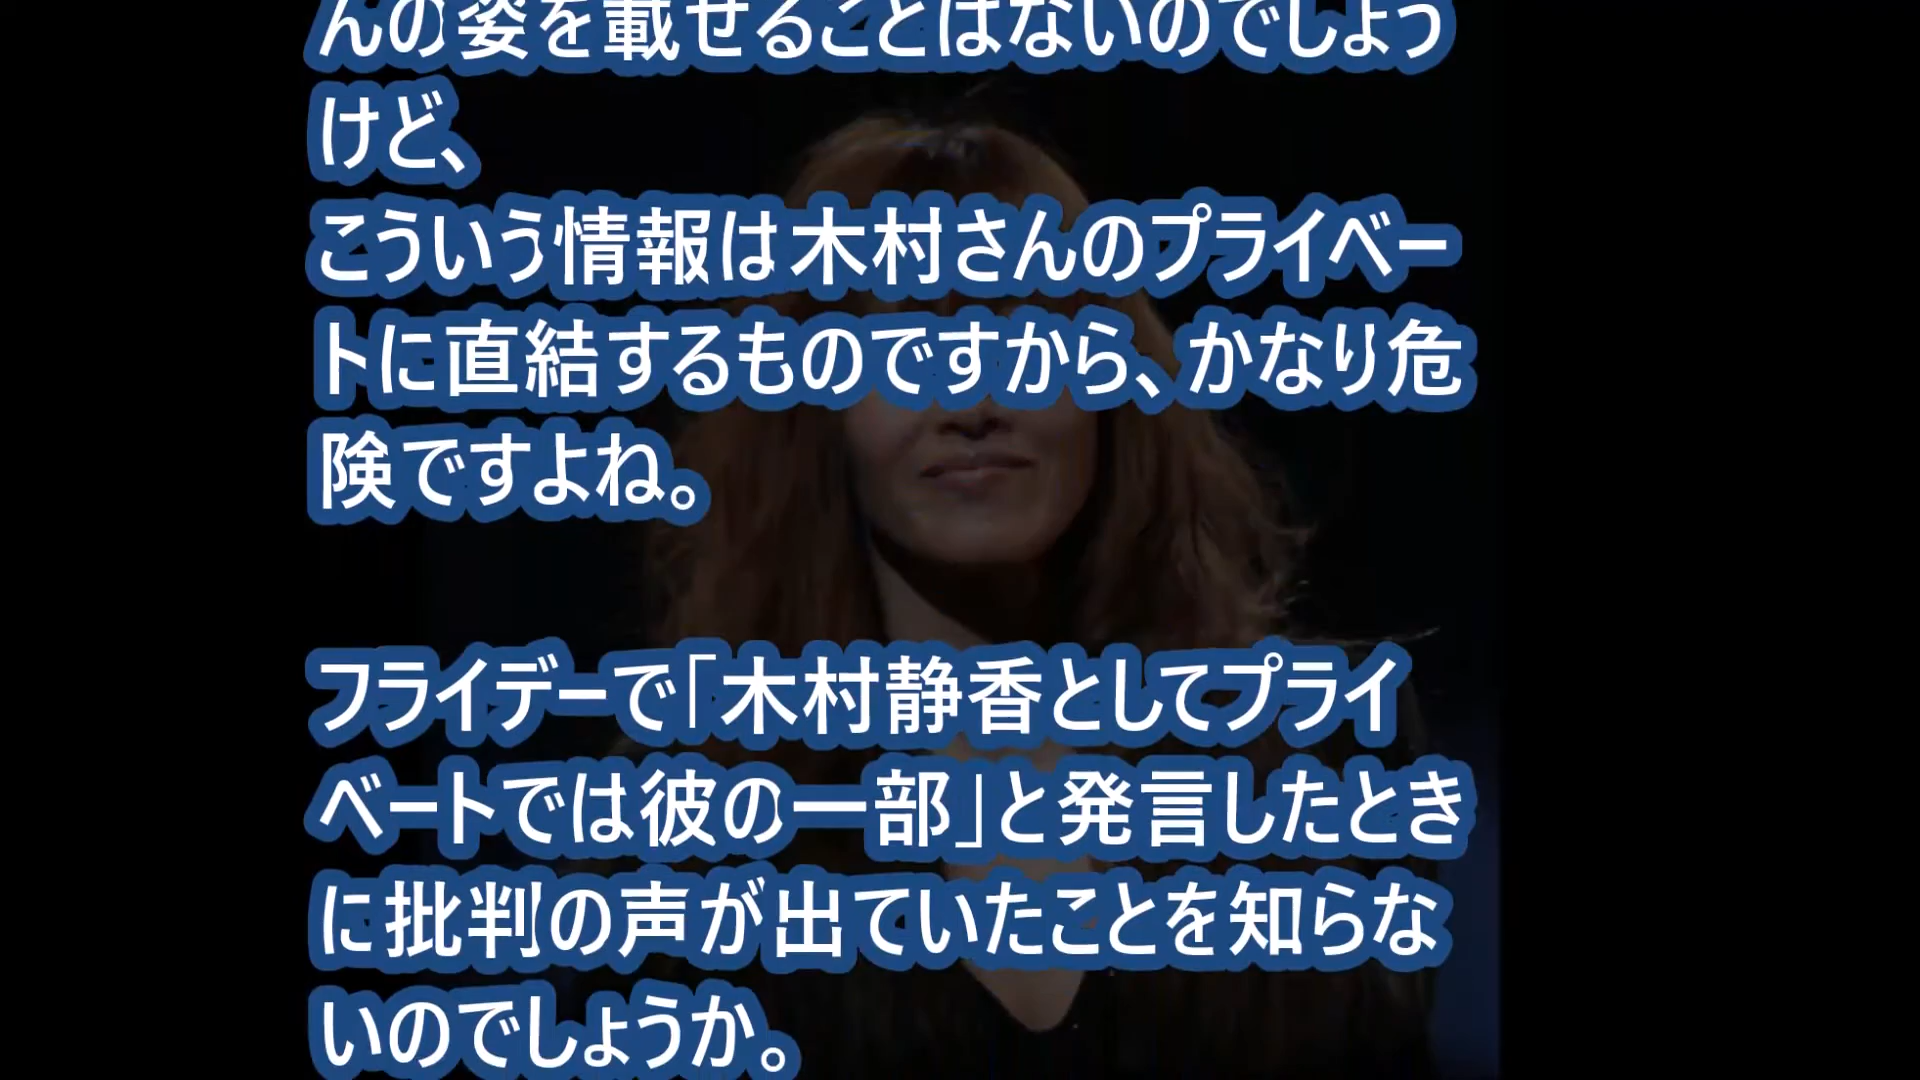 んの姿を載せることはないのでしょう
けど、
こういう情報は木村さんのプライベー
トに直結するものですから、かなり危
険ですよね。
フライデーで「木村静香としてプライ
ベートでは彼の一部」と発言したとき
に批判の声が出ていたことを知らな
いのでしょうか。